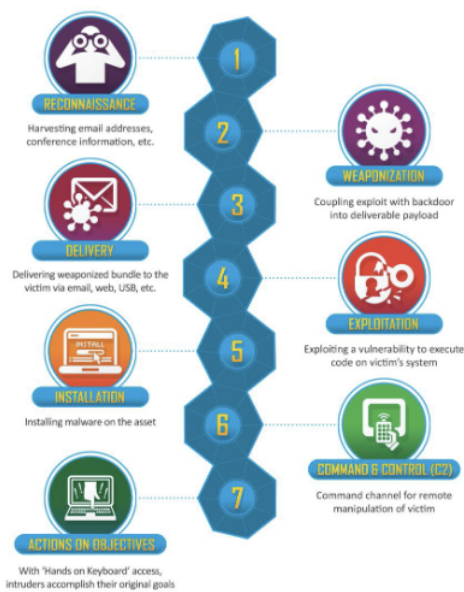 1
RECONNAISSANCE
Harvesting email addresses,
conference information, etc.
2
WEAPONIZATION
Coupling exploit with backdoor
into deliverable payload
3
DELIVERY
Delivering weaponized bundle to the
victim via email, web, USB, etc.
4
EXPLOITATION
Exploiting a vulnerability to execute
code on victim's system
5
INSTALL
INSTALLATION
Installing malware on the asset
6
COMMAND & CONTROL (C2)
Command channel for remote
manipulation of victim
7
ACTIONS ON OBJECTIVES
With 'Hands on Keyboard' access,
intruders accomplish their original goals